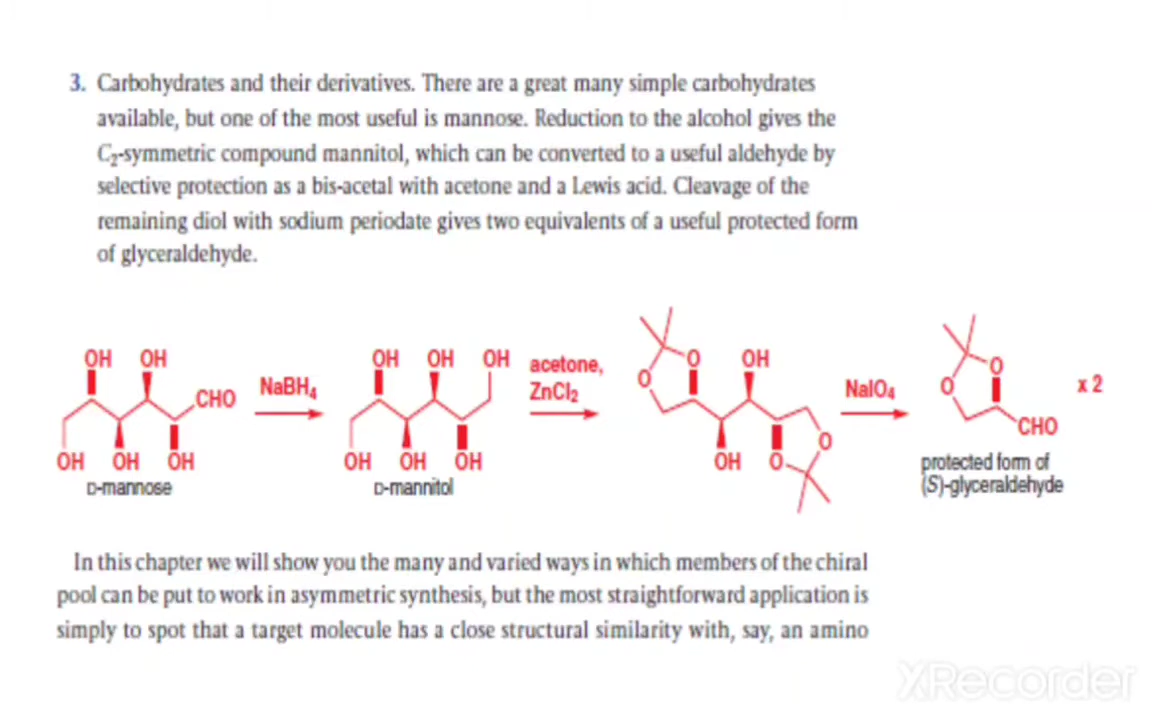 3. Carbohydrates and their derivatives. There are a great many simple carbohydrates
available, but one of the most useful is mannose. Reduction to the alcohol gives the
C2-symmetric compound mannitol, which can be converted to a useful aldehyde by
selective protection as a bis-acetal with acetone and a Lewis acid. Cleavage of the
remaining diol with sodium periodate gives two equivalents of a useful protected form
of glyceraldehyde.
OH OH
CHO
OH OH OH
D-mannose
NaBH4
OH OH OH
OH OH OH
D-mannitol
acetone,
ZnCl2
O O OH
OH O O
NaIO4
O O
CHO
x 2
protected form of
(S)-glyceraldehyde
In this chapter we will show you the many and varied ways in which members of the chiral
pool can be put to work in asymmetric synthesis, but the most straightforward application is
simply to spot that a target molecule has a close structural similarity with, say, an amino
XRecorder